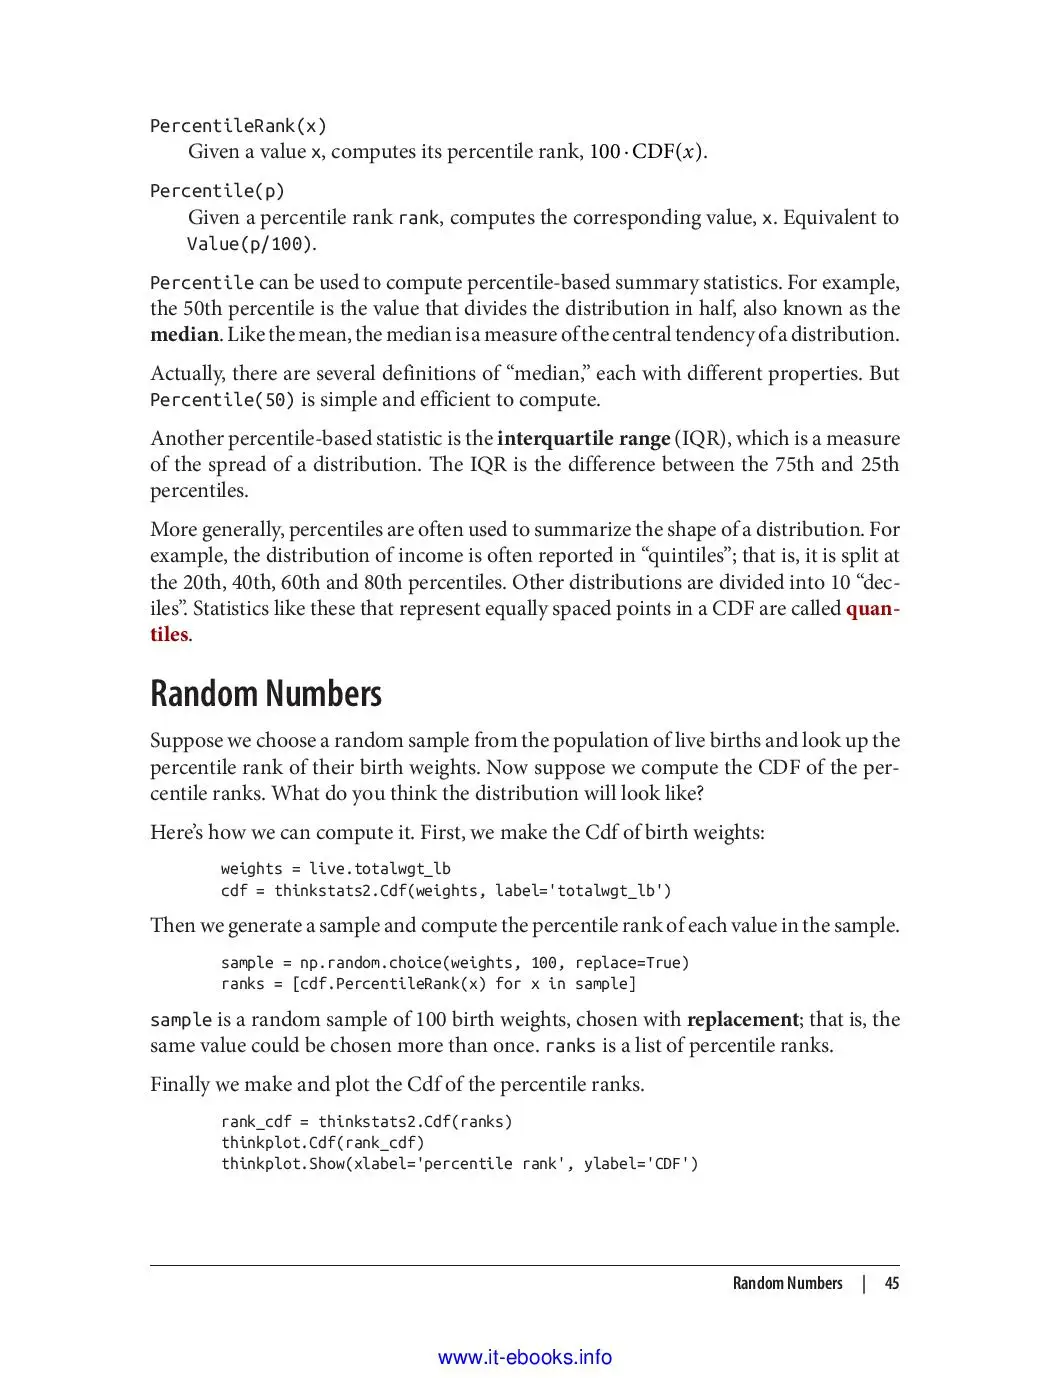 PercentileRank(x)
Given a value x, computes its percentile rank, 100 · CDF(x).
Percentile(p)
Given a percentile rank rank, computes the corresponding value, x. Equivalent to
Value(p/100).
Percentile can be used to compute percentile-based summary statistics. For example,
the 50th percentile is the value that divides the distribution in half, also known as the
median. Like the mean, the median is a measure of the central tendency of a distribution.
Actually, there are several definitions of “median,” each with different properties. But
Percentile(50) is simple and efficient to compute.
Another percentile-based statistic is the interquartile range (IQR), which is a measure
of the spread of a distribution. The IQR is the difference between the 75th and 25th
percentiles.
More generally, percentiles are often used to summarize the shape of a distribution. For
example, the distribution of income is often reported in “quintiles”; that is, it is split at
the 20th, 40th, 60th and 80th percentiles. Other distributions are divided into 10 “dec-
iles”. Statistics like these that represent equally spaced points in a CDF are called quan-
tiles.
Random Numbers
Suppose we choose a random sample from the population of live births and look up the
percentile rank of their birth weights. Now suppose we compute the CDF of the per-
centile ranks. What do you think the distribution will look like?
Here’s how we can compute it. First, we make the Cdf of birth weights:
weights = live.totalwgt_lb
cdf = thinkstats2.Cdf(weights, label='totalwgt_lb')
Then we generate a sample and compute the percentile rank of each value in the sample.
sample = np.random.choice(weights, 100, replace=True)
ranks = [cdf.PercentileRank(x) for x in sample]
sample is a random sample of 100 birth weights, chosen with replacement; that is, the
same value could be chosen more than once. ranks is a list of percentile ranks.
Finally we make and plot the Cdf of the percentile ranks.
rank_cdf = thinkstats2.Cdf(ranks)
thinkplot.Cdf(rank_cdf)
thinkplot.Show(xlabel='percentile rank', ylabel='CDF')
Random Numbers | 45
www.it-ebooks.info